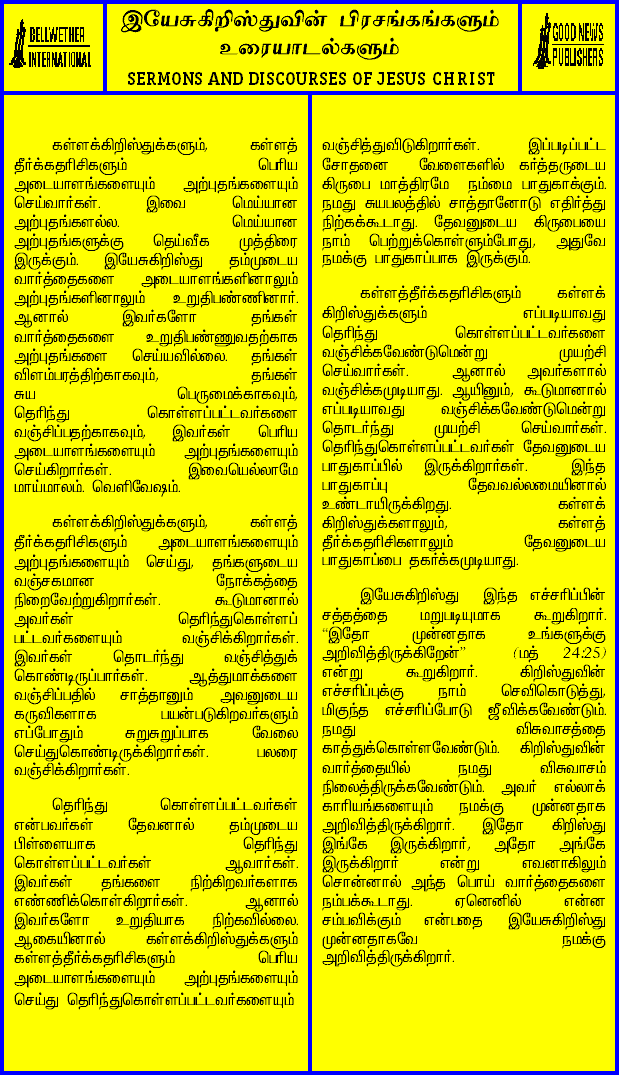 BELLWETHER
INTERNATIONAL
இயேசுகிறிஸ்துவின் பிரசங்கங்களும்
உரையாடல்களும்
SERMONS AND DISCOURSES OF JESUS CHRIST
GOOD NEWS
PUBLISHERS
கள்ளக்கிறிஸ்துக்களும், கள்ளத்
தீர்க்கதரிசிகளும் பெரிய
அடையாளங்களையும் அற்புதங்களையும்
செய்வார்கள். இவை மெய்யான
அற்புதங்களல்ல. மெய்யான
அற்புதங்களுக்கு தெய்வீக முத்திரை
இருக்கும். இயேசுகிறிஸ்து தம்முடைய
வார்த்தைகளை அடையாளங்களினாலும்
அற்புதங்களினாலும் உறுதிபண்ணினார்.
ஆனால் இவர்களோ தங்கள்
வார்த்தைகளை உறுதிபண்ணுவதற்காக
அற்புதங்களை செய்யவில்லை. தங்கள்
விளம்பரத்திற்காகவும், தங்கள்
சுய பெருமைக்காகவும்,
தெரிந்து கொள்ளப்பட்டவர்களை
வஞ்சிப்பதற்காகவும், இவர்கள் பெரிய
அடையாளங்களையும் அற்புதங்களையும்
செய்கிறார்கள். இவையெல்லாமே
மாய்மாலம். வெளிவேஷம்.
கள்ளக்கிறிஸ்துக்களும், கள்ளத்
தீர்க்கதரிசிகளும் அடையாளங்களையும்
அற்புதங்களையும் செய்து, தங்களுடைய
வஞ்சகமான நோக்கத்தை
நிறைவேற்றுகிறார்கள். கூடுமானால்
அவர்கள் தெரிந்துகொள்ளப்
பட்டவர்களையும் வஞ்சிக்கிறார்கள்.
இவர்கள் தொடர்ந்து வஞ்சித்துக்
கொண்டிருப்பார்கள். ஆத்துமாக்களை
வஞ்சிப்பதில் சாத்தானும் அவனுடைய
கருவிகளாக பயன்படுகிறவர்களும்
எப்போதும் சுறுசுறுப்பாக வேலை
செய்துகொண்டிருக்கிறார்கள். பலரை
வஞ்சிக்கிறார்கள்.
தெரிந்து கொள்ளப்பட்டவர்கள்
என்பவர்கள் தேவனால் தம்முடைய
பிள்ளையாக தெரிந்து
கொள்ளப்பட்டவர்கள் ஆவார்கள்.
இவர்கள் தங்களை நிற்கிறவர்களாக
எண்ணிக்கொள்கிறார்கள். ஆனால்
இவர்களோ உறுதியாக நிற்கவில்லை.
ஆகையினால் கள்ளக்கிறிஸ்துக்களும்
கள்ளத்தீர்க்கதரிசிகளும் பெரிய
அடையாளங்களையும் அற்புதங்களையும்
செய்து தெரிந்துகொள்ளப்பட்டவர்களையும்
வஞ்சித்துவிடுகிறார்கள். இப்படிப்பட்ட
சோதனை வேளைகளில் கர்த்தருடைய
கிருபை மாத்திரமே நம்மை பாதுகாக்கும்.
நமது சுயபலத்தில் சாத்தானோடு எதிர்த்து
நிற்கக்கூடாது. தேவனுடைய கிருபையை
நாம் பெற்றுக்கொள்ளும்போது, அதுவே
நமக்கு பாதுகாப்பாக இருக்கும்.
கள்ளத்தீர்க்கதரிசிகளும் கள்ளக்
கிறிஸ்துக்களும் எப்படியாவது
தெரிந்து கொள்ளப்பட்டவர்களை
வஞ்சிக்கவேண்டுமென்று முயற்சி
செய்வார்கள். ஆனால் அவர்களால்
வஞ்சிக்கமுடியாது. ஆயினும், கூடுமானால்
எப்படியாவது வஞ்சிக்கவேண்டுமென்று
தொடர்ந்து முயற்சி செய்வார்கள்.
தெரிந்துகொள்ளப்பட்டவர்கள் தேவனுடைய
பாதுகாப்பில் இருக்கிறார்கள். இந்த
பாதுகாப்பு தேவவல்லமையினால்
உண்டாயிருக்கிறது. கள்ளக்
கிறிஸ்துக்களாலும், கள்ளத்
தீர்க்கதரிசிகளாலும் தேவனுடைய
பாதுகாப்பை தகர்க்கமுடியாது.
இயேசுகிறிஸ்து இந்த எச்சரிப்பின்
சத்தத்தை மறுபடியுமாக கூறுகிறார்.
“இதோ முன்னதாக உங்களுக்கு
அறிவித்திருக்கிறேன்” (மத் 24:25)
என்று கூறுகிறார். கிறிஸ்துவின்
எச்சரிப்புக்கு நாம் செவிகொடுத்து,
மிகுந்த எச்சரிப்போடு ஜீவிக்கவேண்டும்.
நமது விசுவாசத்தை
காத்துக்கொள்ளவேண்டும். கிறிஸ்துவின்
வார்த்தையில் நமது விசுவாசம்
நிலைத்திருக்கவேண்டும். அவர் எல்லாக்
காரியங்களையும் நமக்கு முன்னதாக
அறிவித்திருக்கிறார். இதோ கிறிஸ்து
இங்கே இருக்கிறார், அதோ அங்கே
இருக்கிறார் என்று எவனாகிலும்
சொன்னால் அந்த பொய் வார்த்தைகளை
நம்பக்கூடாது. ஏனெனில் என்ன
சம்பவிக்கும் என்பதை இயேசுகிறிஸ்து
முன்னதாகவே நமக்கு
அறிவித்திருக்கிறார்.